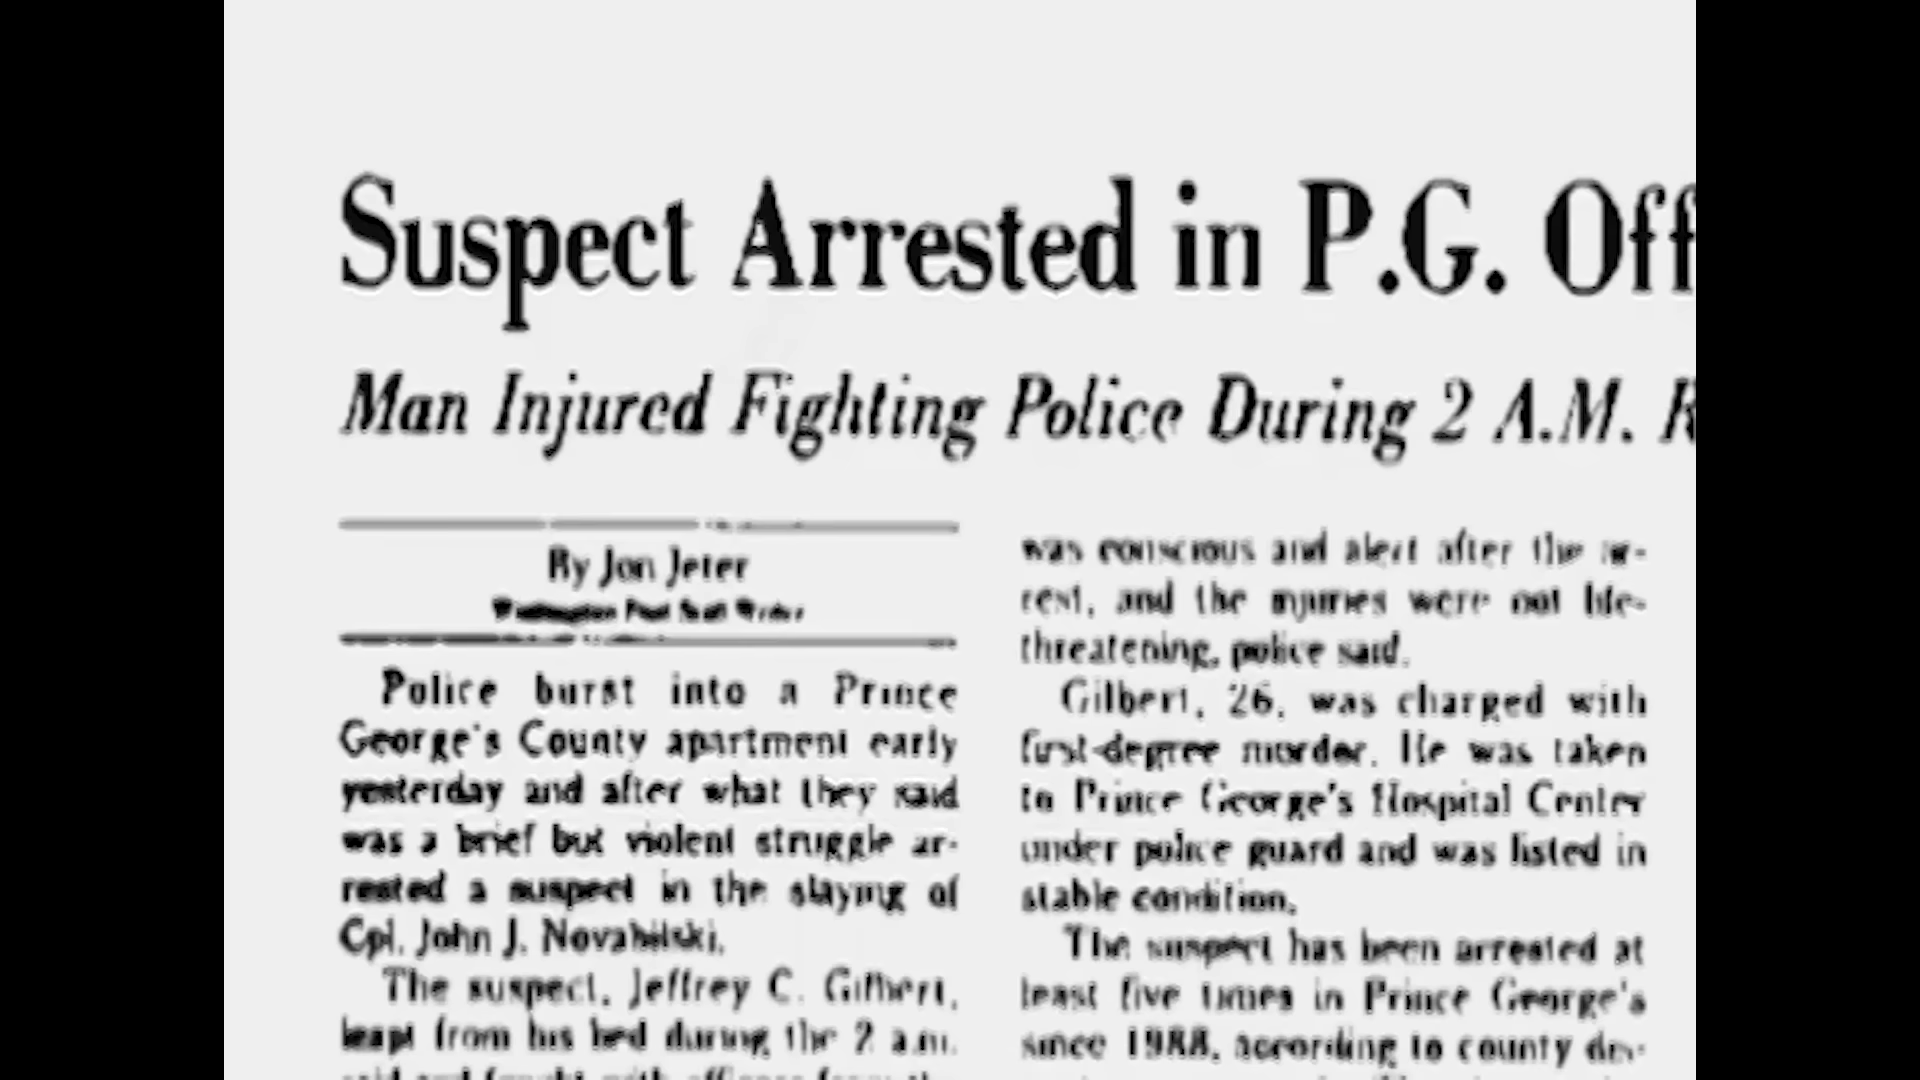 Suspect Arrested in P.G. Off
Man Injured Fighting Police During 2 A.M. R
By Jon Jeter
Washington Post Staff Writer
Police burst into a Prince
George's County apartment early
yesterday and after what they said
was a brief but violent struggle ar-
rested a suspect in the slaying of
Cpl. John J. Novabilski.
The suspect, Jeffrey C. Gilbert,
leapt from his bed during the 2 a.m.
was conscious and alert after the ar-
rest, and the injuries were not life-
threatening, police said.
Gilbert, 26, was charged with
first-degree murder. He was taken
to Prince George's Hospital Center
under police guard and was listed in
stable condition.
The suspect has been arrested at
least five times in Prince George's
since 1988, according to county